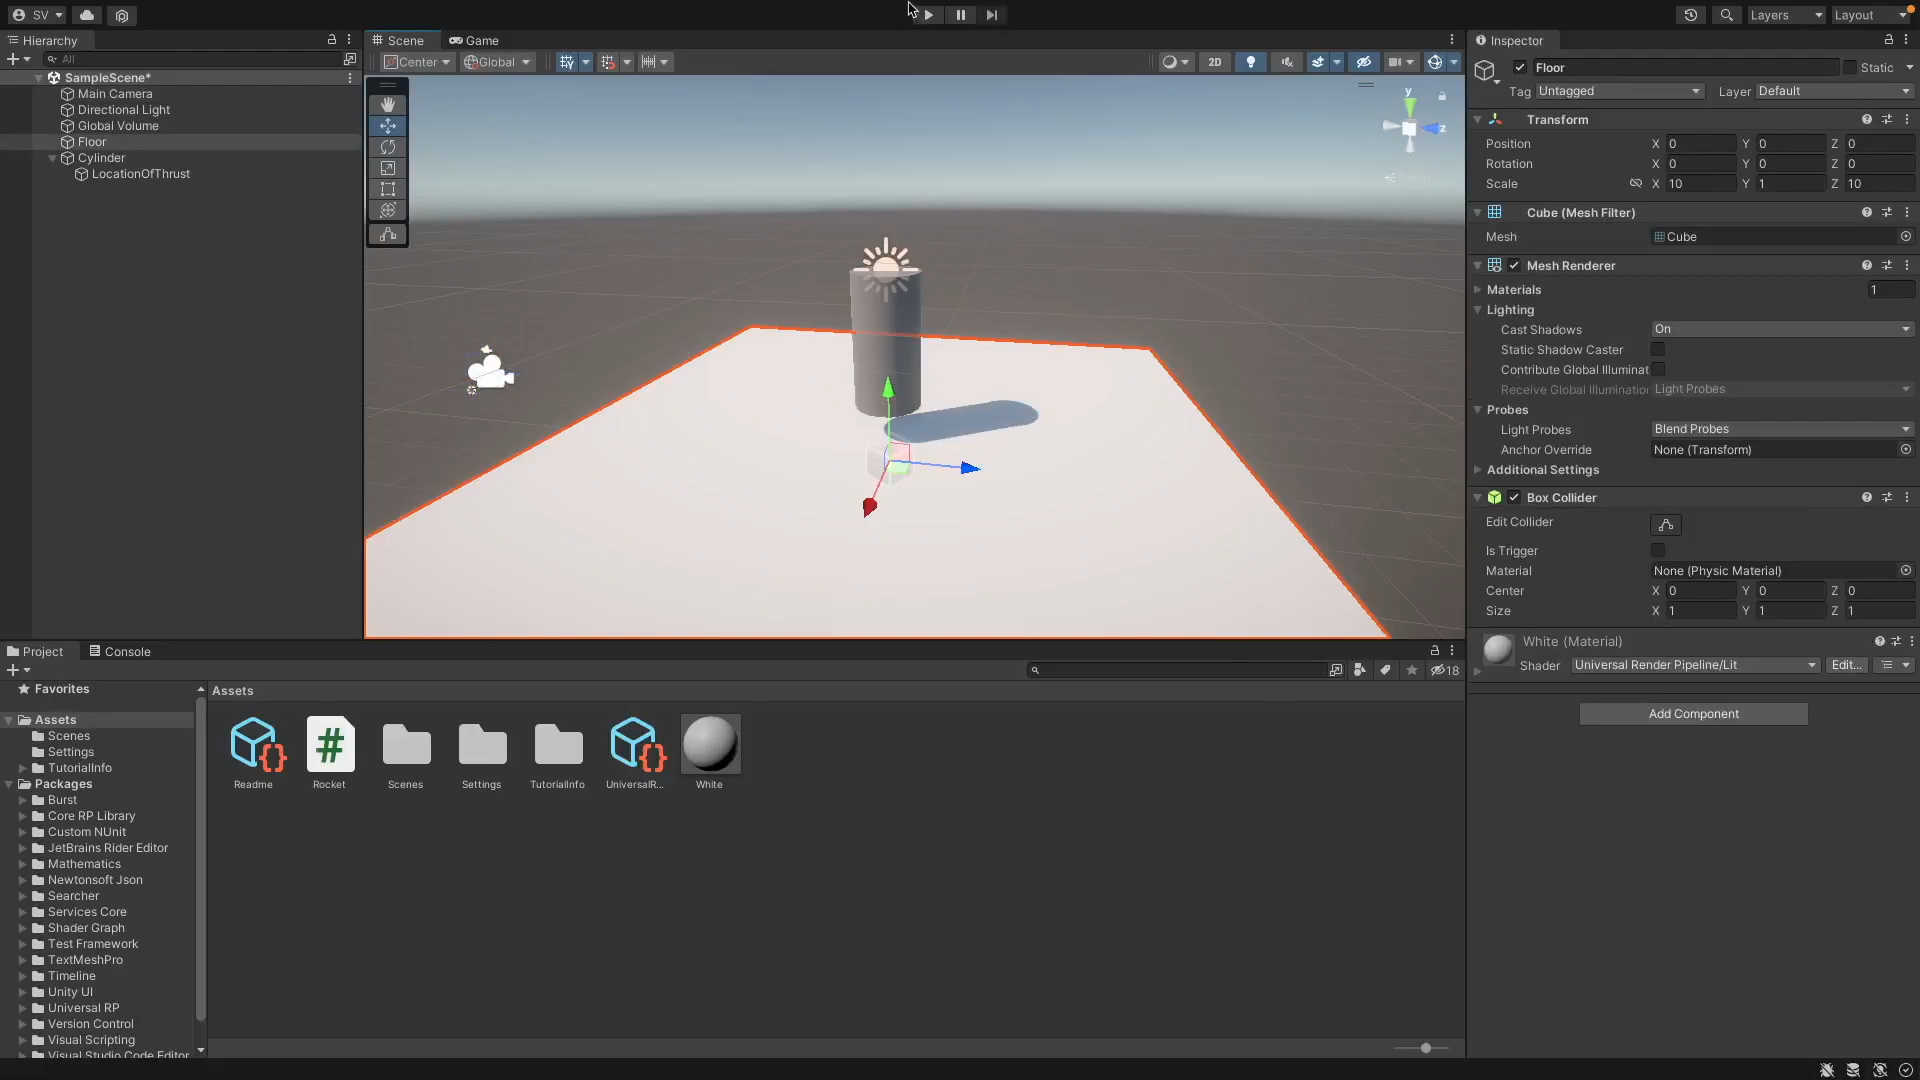 SV
Layers
Layout
Hierarchy
All
SampleScene*
Main Camera
Directional Light
Global Volume
Floor
Cylinder
LocationOfThrust
Scene
Game
Center
Global
2D
y
z
Inspector
Floor
Static
Tag Untagged
Layer Default
Transform
Position X 0 Y 0 Z 0
Rotation X 0 Y 0 Z 0
Scale X 10 Y 1 Z 10
Cube (Mesh Filter)
Mesh Cube
Mesh Renderer
Materials 1
Lighting
Cast Shadows On
Static Shadow Caster
Contribute Global Illuminat
Receive Global Illumination Light Probes
Probes
Light Probes Blend Probes
Anchor Override None (Transform)
Additional Settings
Box Collider
Edit Collider
Is Trigger
Material None (Physic Material)
Center X 0 Y 0 Z 0
Size X 1 Y 1 Z 1
White (Material)
Shader Universal Render Pipeline/Lit Edit...
Add Component
Project
Console
18
Favorites
Assets
Scenes
Settings
TutorialInfo
Packages
Burst
Core RP Library
Custom NUnit
JetBrains Rider Editor
Mathematics
Newtonsoft Json
Searcher
Services Core
Shader Graph
Test Framework
TextMeshPro
Timeline
Unity UI
Universal RP
Version Control
Visual Scripting
Visual Studio Code Editor
Assets
Readme
Rocket
Scenes
Settings
TutorialInfo
UniversalR...
White